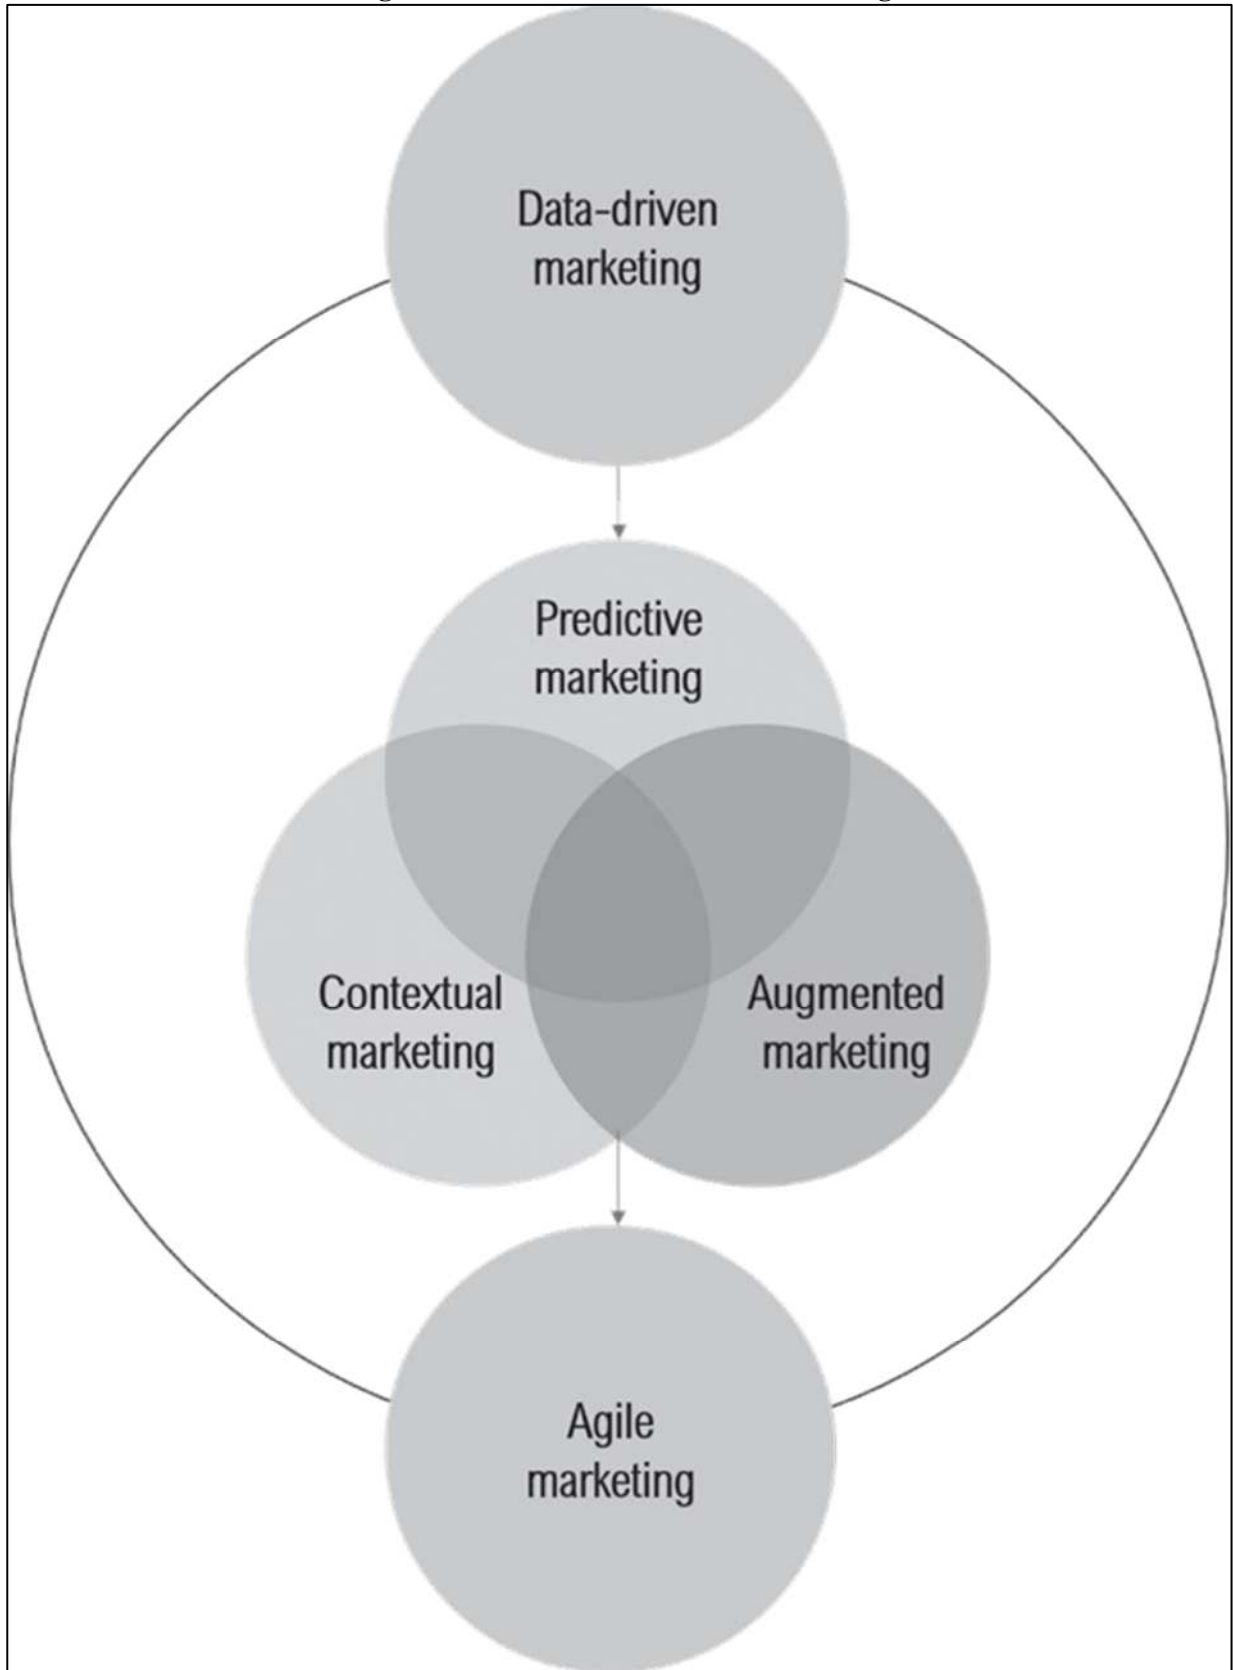 Data-driven
marketing
Predictive
marketing
Contextual
marketing
Augmented
marketing
Agile
marketing